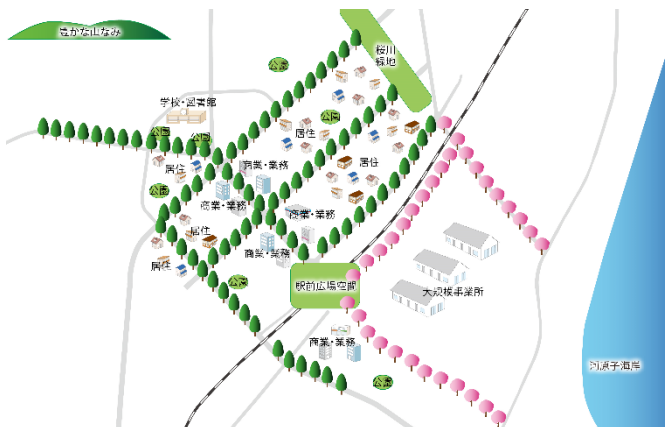 豊かな山なみ
桜川
緑地
公園
学校・図書館
公園
公園
公園
居住
商業・業務
居住
居住
公園
商業・業務
商業・業務
居住
商業・業務
居住
公園
駅前広場空間
大規模事業所
商業・業務
河原子海岸
公園